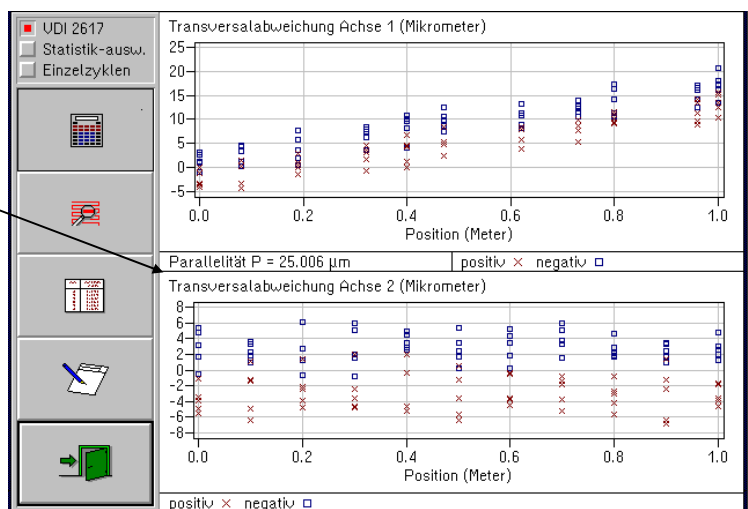 VDI 2617
Statistik-ausw.
Einzelzyklen
Transversalabweichung Achse 1 (Mikrometer)
25
20
15
10
5
0
-5
0.0 0.2 0.4 0.6 0.8 1.0
Position (Meter)
Parallelität P = 25.006 µm positiv × negativ □
Transversalabweichung Achse 2 (Mikrometer)
8
6
4
2
0
-2
-4
-6
-8
0.0 0.2 0.4 0.6 0.8 1.0
Position (Meter)
positiv × negativ □